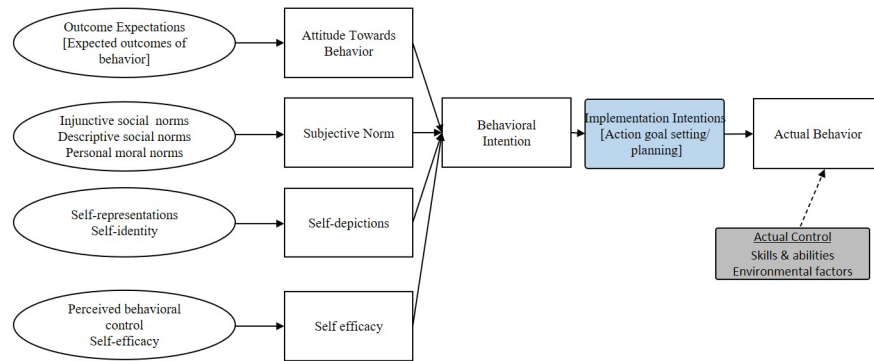 Outcome Expectations
[Expected outcomes of
behavior]
Attitude Towards
Behavior
Injunctive social norms
Descriptive social norms
Personal moral norms
Subjective Norm
Behavioral
Intention
Implementation Intentions
[Action goal setting/
planning]
Actual Behavior
Self-representations
Self-identity
Self-depictions
Actual Control
Skills & abilities
Environmental factors
Perceived behavioral
control
Self-efficacy
Self efficacy